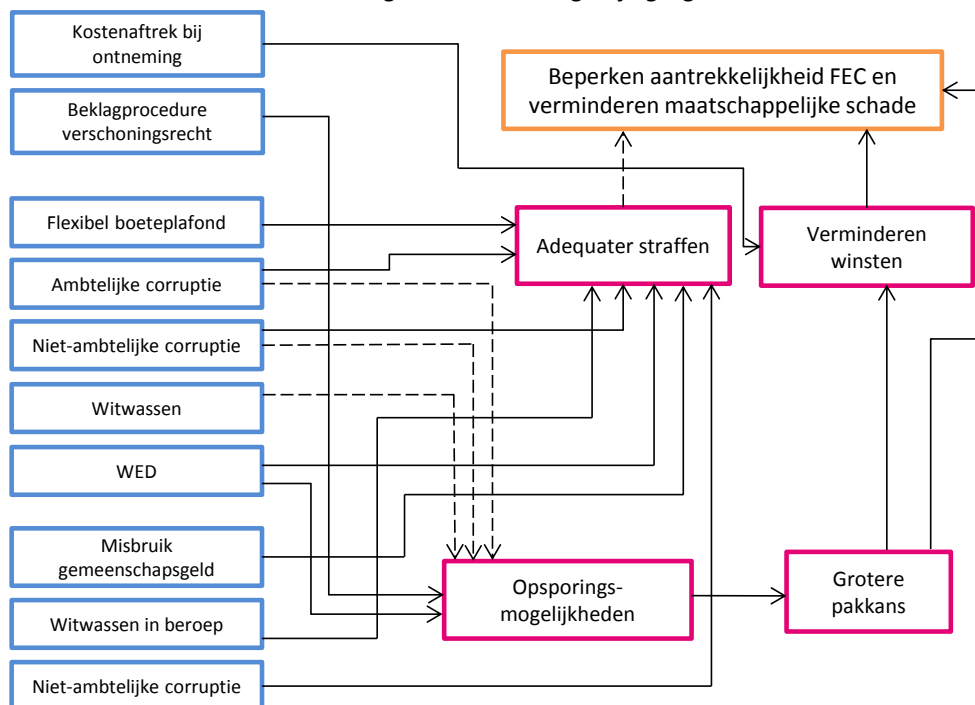 Kostenaftrek bij
ontneming
Beklagprocedure
verschoningsrecht
Flexibel boeteplafond
Ambtelijke corruptie
Niet-ambtelijke corruptie
Witwassen
WED
Misbruik
gemeenschapsgeld
Witwassen in beroep
Niet-ambtelijke corruptie
Beperken aantrekkelijkheid FEC en
verminderen maatschappelijke schade
Adequater straffen
Verminderen
winsten
Opsporings-
mogelijkheden
Grotere
pakkans